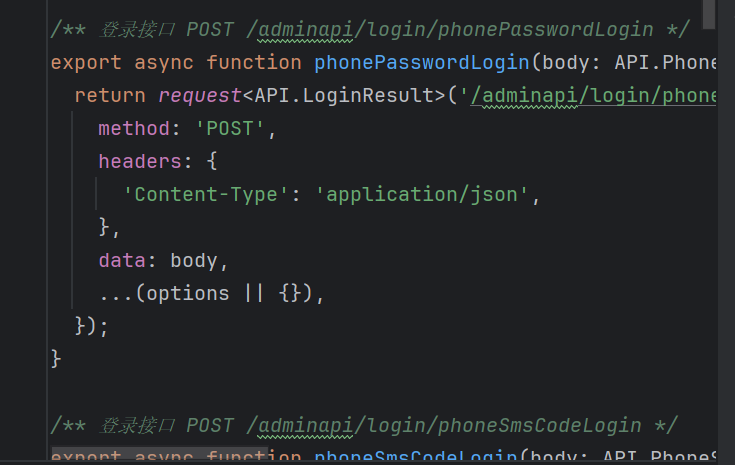 /** 登录接口 POST /adminapi/login/phonePasswordLogin */
export async function phonePasswordLogin(body: API.Phone
return request<API.LoginResult>('/adminapi/login/phone
method: 'POST',
headers: {
'Content-Type': 'application/json',
},
data: body,
...(options || {}),
});
}
/** 登录接口 POST /adminapi/login/phoneSmsCodeLogin */
export async function phoneSmsCodeLogin(body: API.PhoneS